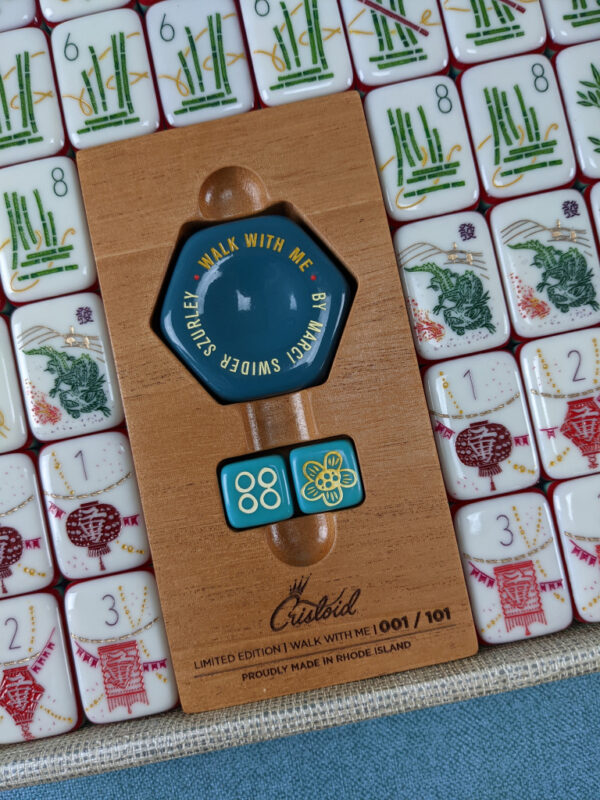 6
6
8
8
8
發
發
發
WALK WITH ME
BY MARCI SWIDER SZURLEY
1
2
1
3
2
3
Crisloid
LIMITED EDITION | WALK WITH ME | 001 / 101
PROUDLY MADE IN RHODE ISLAND